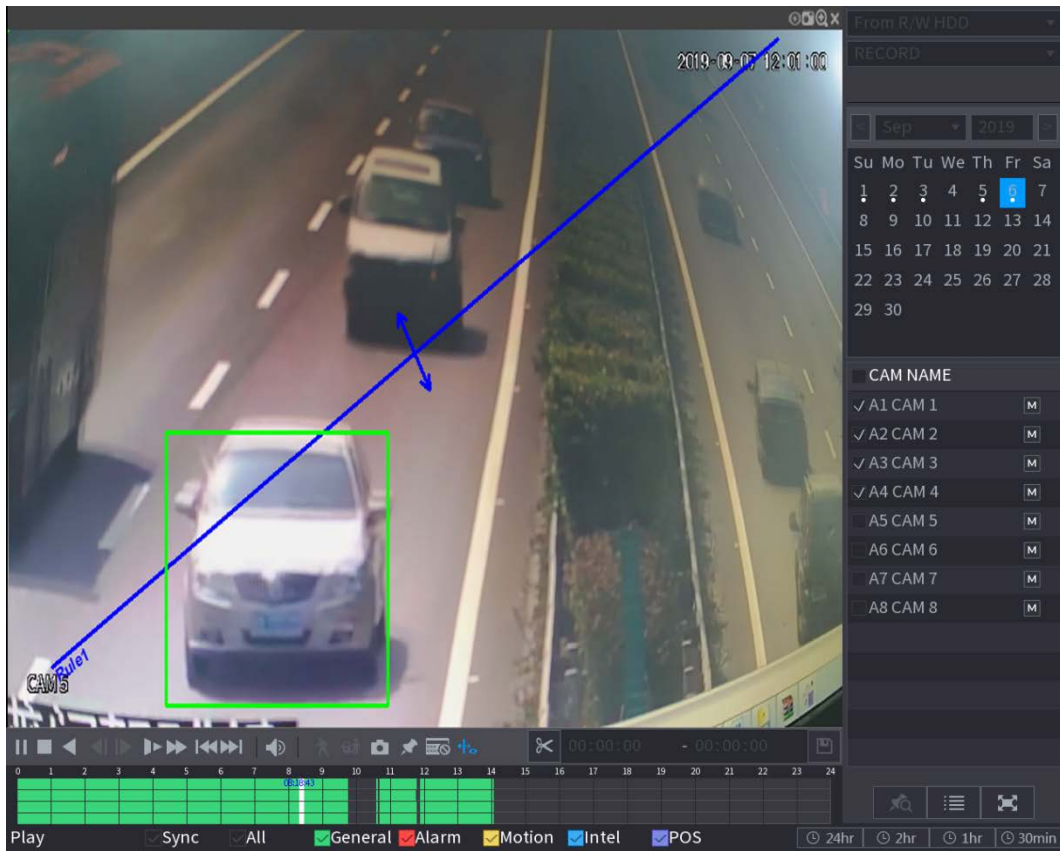 From R/W HDD
RECORD
2019-09-07 12:01:00
< Sep 2019 >
Su Mo Tu We Th Fr Sa
1 2 3 4 5 6 7
8 9 10 11 12 13 14
15 16 17 18 19 20 21
22 23 24 25 26 27 28
29 30
CAM NAME
A1 CAM 1 M
A2 CAM 2 M
A3 CAM 3 M
A4 CAM 4 M
A5 CAM 5 M
A6 CAM 6 M
A7 CAM 7 M
A8 CAM 8 M
Rule1
CAM 5
00:00:00 - 00:00:00
0 1 2 3 4 5 6 7 8 9 10 11 12 13 14 15 16 17 18 19 20 21 22 23 24
08:28:43
Play Sync All General Alarm Motion Intel POS
24hr 2hr 1hr 30min